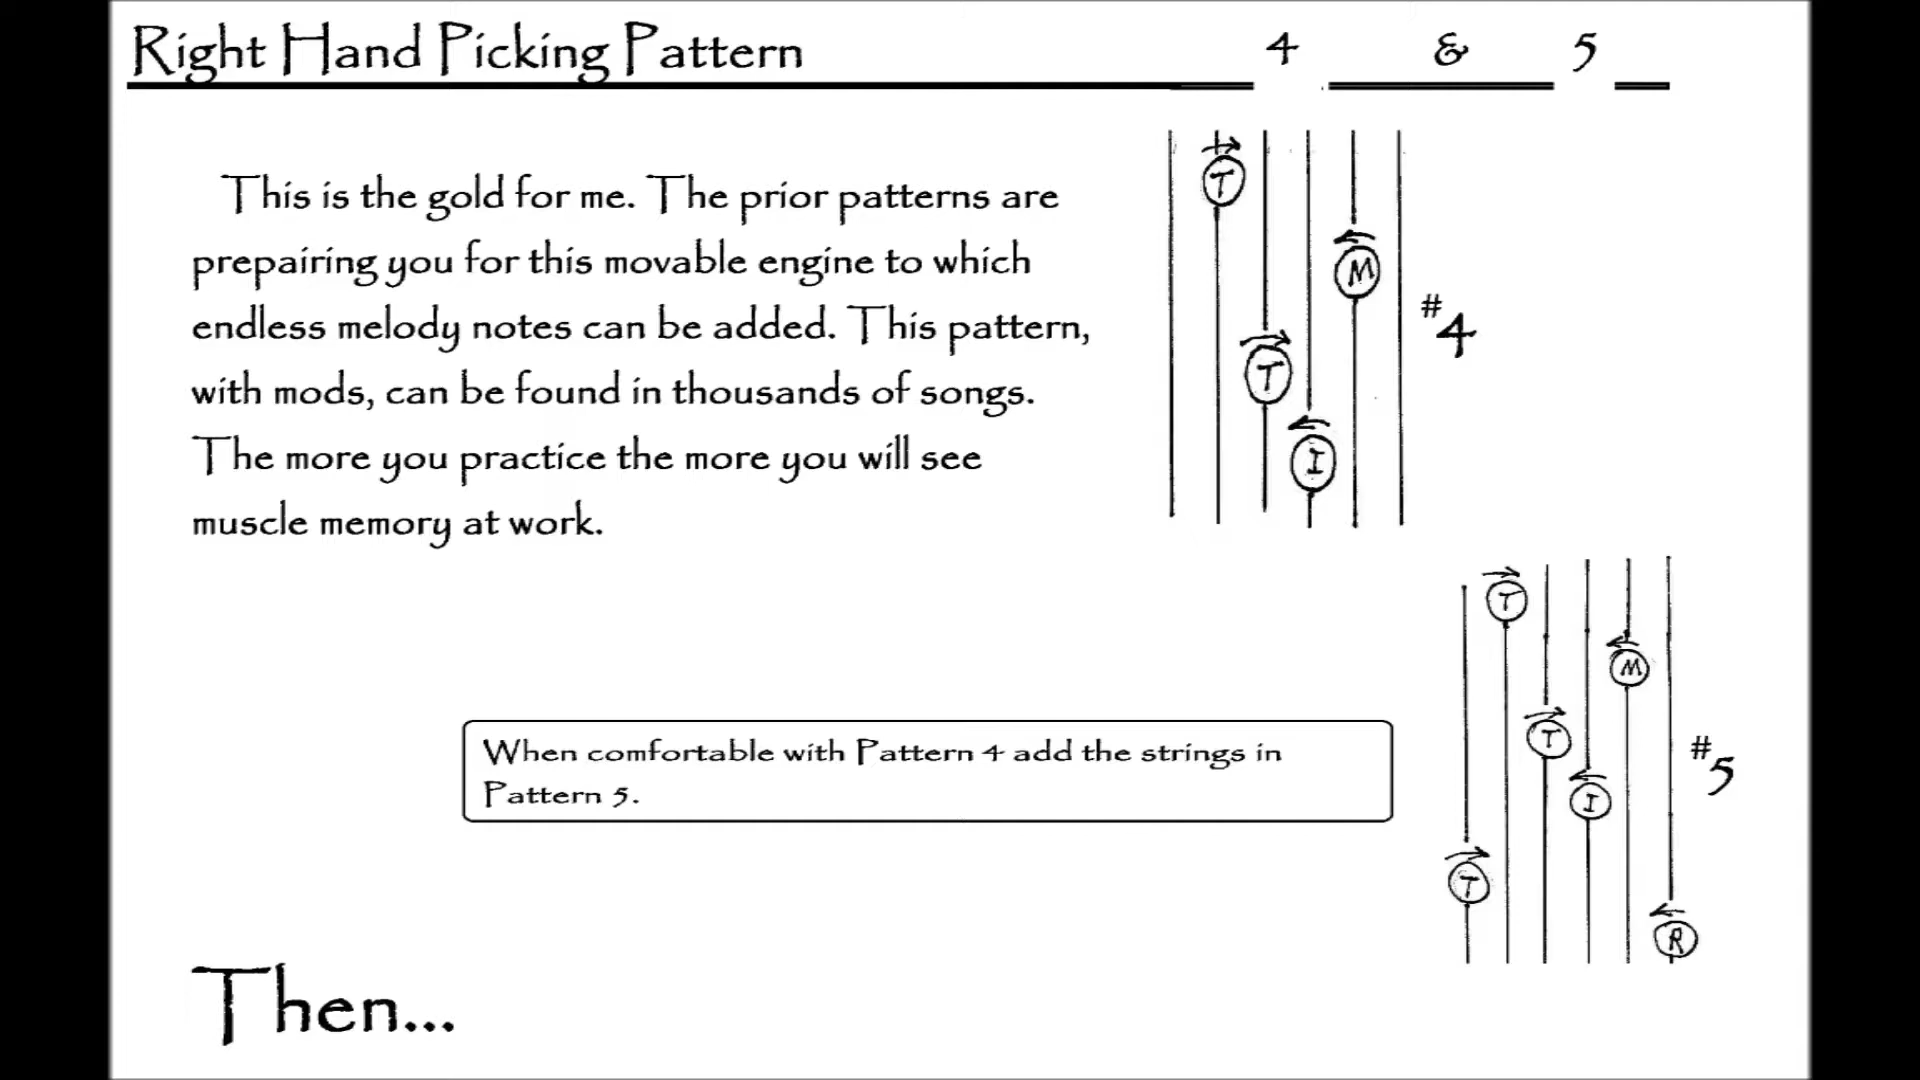 Right Hand Picking Pattern 4 & 5
This is the gold for me. The prior patterns are
prepairing you for this movable engine to which
endless melody notes can be added. This pattern,
with mods, can be found in thousands of songs.
The more you practice the more you will see
muscle memory at work.
T
M
#4
T
I
When comfortable with Pattern 4 add the strings in
Pattern 5.
T
M
T
#5
I
T
R
Then...